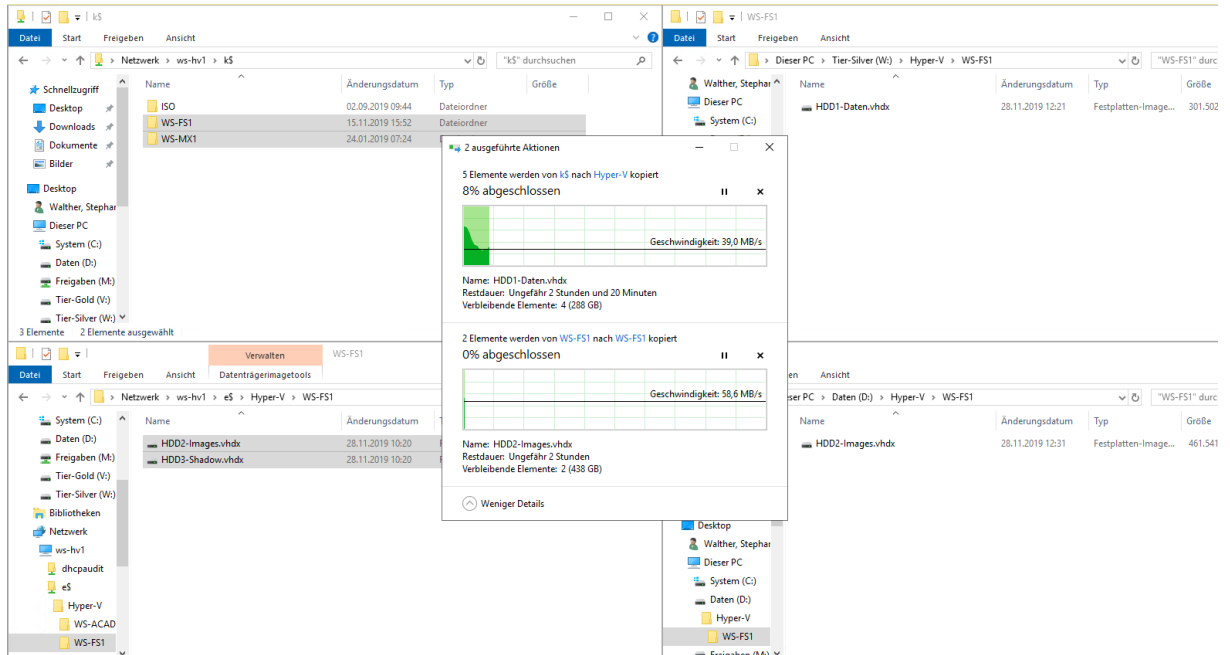 k$
Datei Start Freigeben Ansicht
Netzwerk › ws-hv1 › k$
"k$" durchsuchen
Schnellzugriff
Desktop
Downloads
Dokumente
Bilder
Desktop
Walther, Stephan
Dieser PC
System (C:)
Daten (D:)
Freigaben (M:)
Tier-Gold (V:)
Tier-Silver (W:)
Name Änderungsdatum Typ Größe
ISO 02.09.2019 09:44 Dateiordner
WS-FS1 15.11.2019 15:52 Dateiordner
WS-MX1 24.01.2019 07:24
3 Elemente 2 Elemente ausgewählt
WS-FS1
Datei Start Freigeben Ansicht
Dieser PC › Tier-Silver (W:) › Hyper-V › WS-FS1
"WS-FS1" durc
Walther, Stephan
Dieser PC
System (C:)
Name Änderungsdatum Typ Größe
HDD1-Daten.vhdx 28.11.2019 12:21 Festplatten-Image... 301.502
2 ausgeführte Aktionen
5 Elemente werden von k$ nach Hyper-V kopiert
8% abgeschlossen
Geschwindigkeit: 39,0 MB/s
Name: HDD1-Daten.vhdx
Restdauer: Ungefähr 2 Stunden und 20 Minuten
Verbleibende Elemente: 4 (288 GB)
2 Elemente werden von WS-FS1 nach WS-FS1 kopiert
0% abgeschlossen
Geschwindigkeit: 58,6 MB/s
Name: HDD2-Images.vhdx
Restdauer: Ungefähr 2 Stunden
Verbleibende Elemente: 2 (438 GB)
Weniger Details
Verwalten WS-FS1
Datei Start Freigeben Ansicht Datenträgerimagetools
Netzwerk › ws-hv1 › e$ › Hyper-V › WS-FS1
System (C:)
Daten (D:)
Freigaben (M:)
Tier-Gold (V:)
Tier-Silver (W:)
Bibliotheken
Netzwerk
ws-hv1
dhcpaudit
e$
Hyper-V
WS-ACAD
WS-FS1
Name Änderungsdatum
HDD2-Images.vhdx 28.11.2019 10:20
HDD3-Shadow.vhdx 28.11.2019 10:20
en Ansicht
eser PC › Daten (D:) › Hyper-V › WS-FS1
"WS-FS1" durc
Name Änderungsdatum Typ Größe
HDD2-Images.vhdx 28.11.2019 12:31 Festplatten-Image... 461.541
Desktop
Walther, Stephan
Dieser PC
System (C:)
Daten (D:)
Hyper-V
WS-FS1
Freigaben (M:)